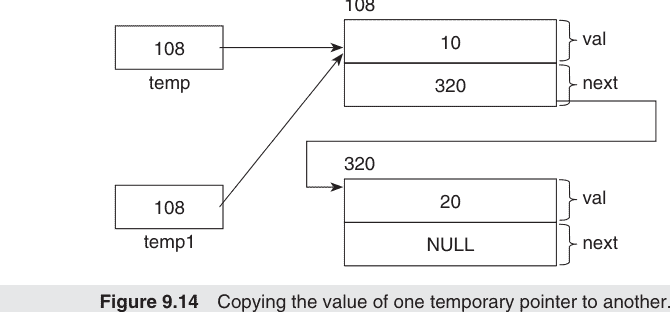 108
108
10
val
temp
320
next
320
108
20
val
temp1
NULL
next
Figure 9.14 Copying the value of one temporary pointer to another.